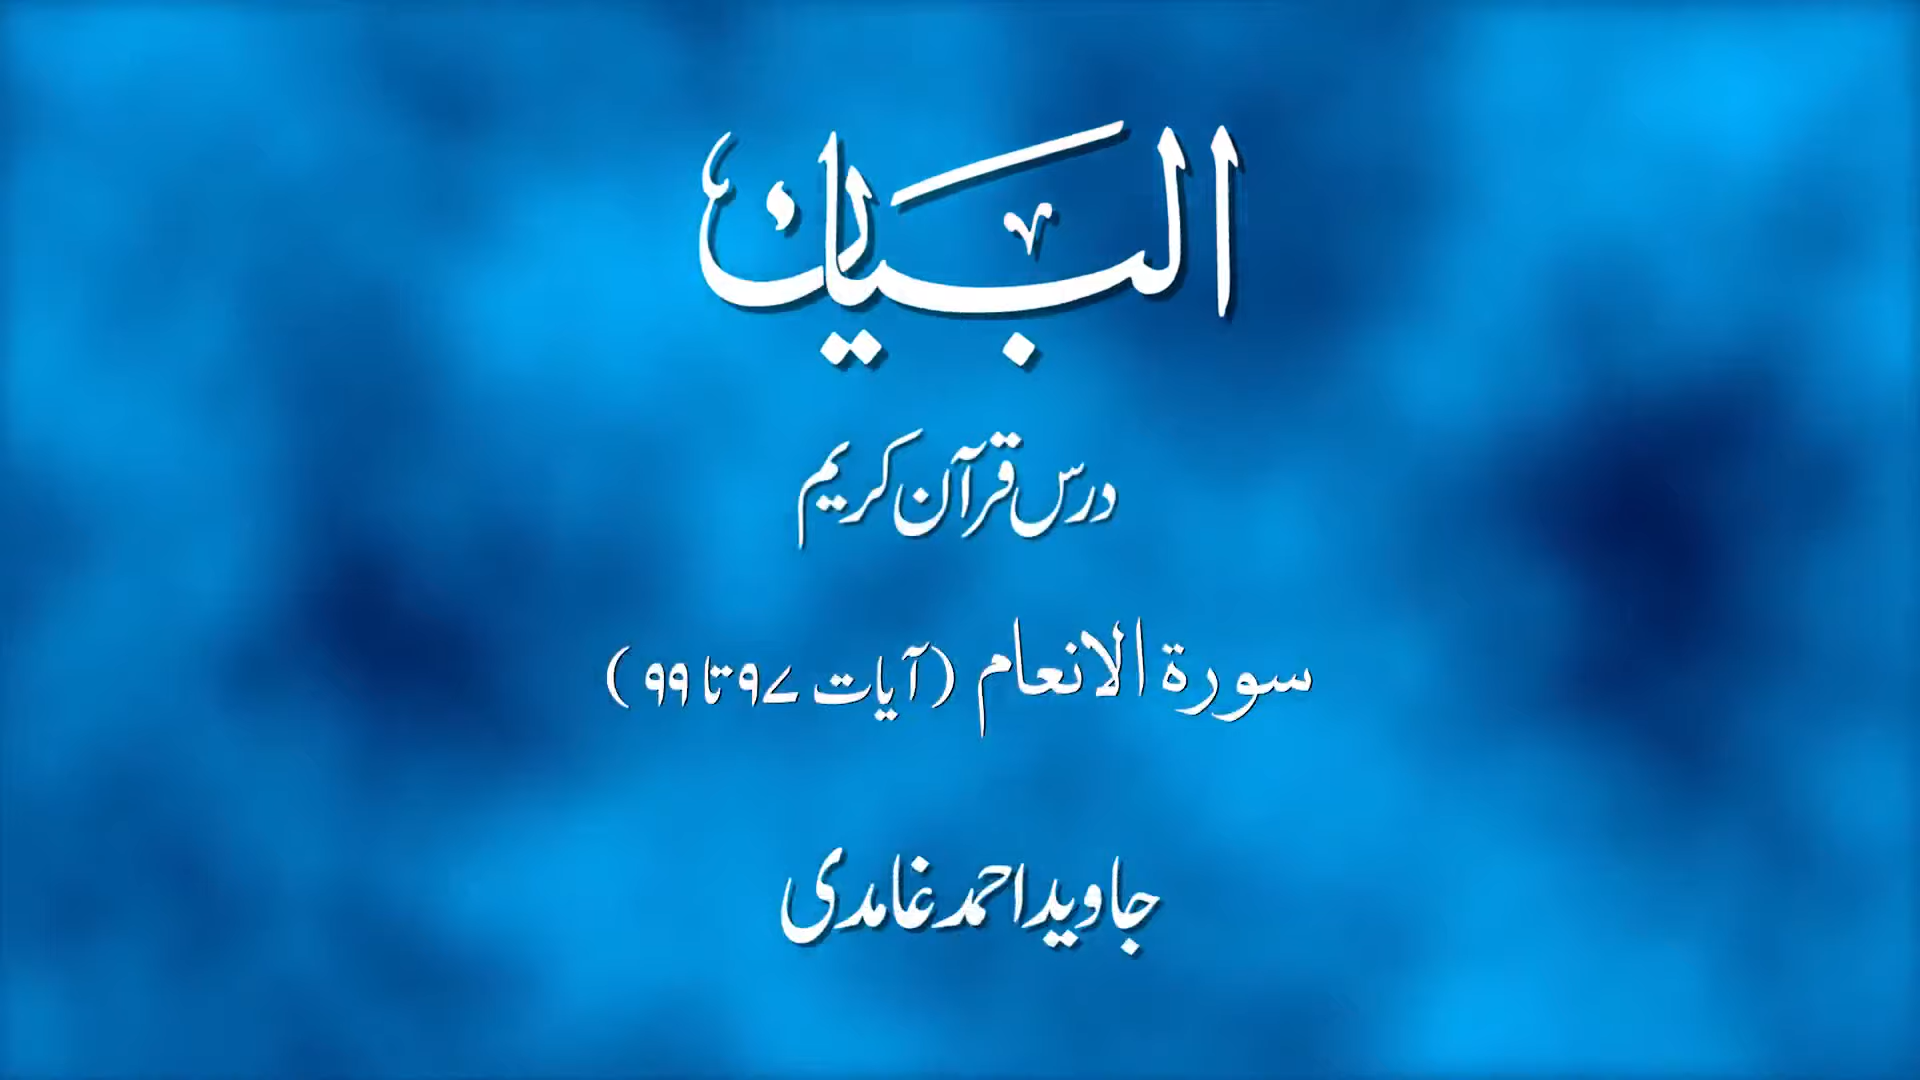 البیان
درس قرآن کریم
سورۃ الانعام (آیات ۹۷ تا ۹۹)
جاوید احمد غامدی